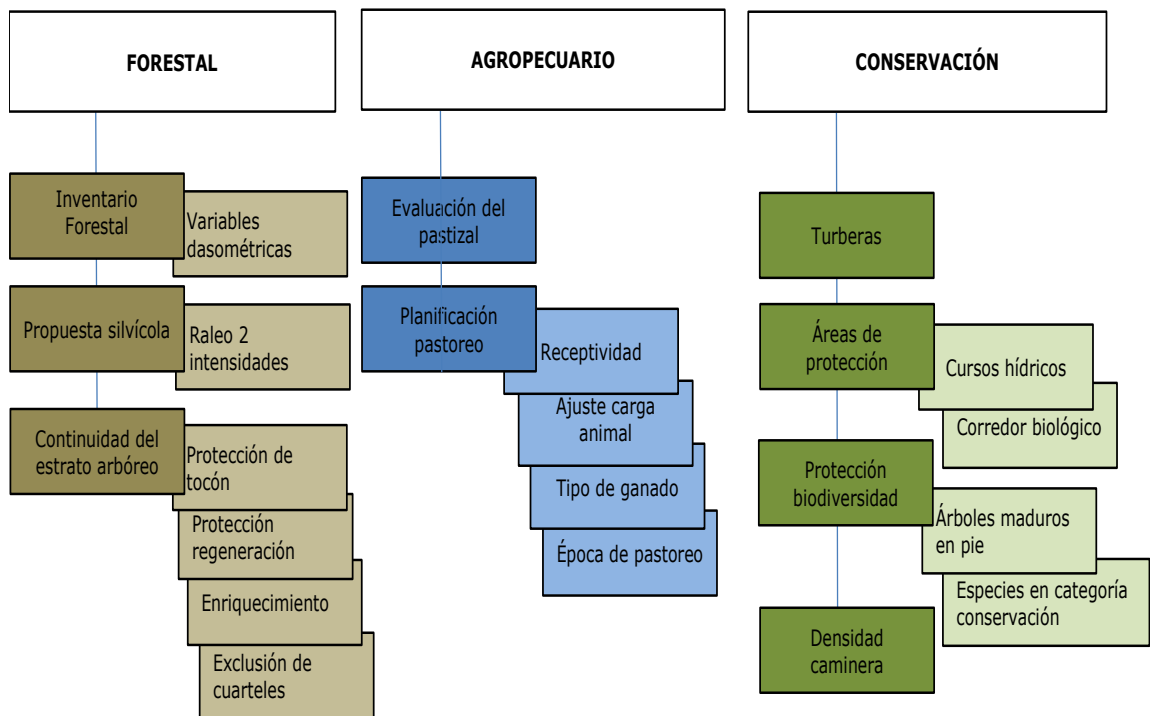 FORESTAL
Inventario
Forestal
Variables
dasométricas
Propuesta silvícola
Raleo 2
intensidades
Continuidad del
estrato arbóreo
Protección de
tocón
Protección
regeneración
Enriquecimiento
Exclusión de
cuarteles
AGROPECUARIO
Evaluación del
pastizal
Planificación
pastoreo
Receptividad
Ajuste carga
animal
Tipo de ganado
Época de pastoreo
CONSERVACIÓN
Turberas
Áreas de
protección
Cursos hídricos
Corredor biológico
Protección
biodiversidad
Árboles maduros
en pie
Especies en categoría
conservación
Densidad
caminera